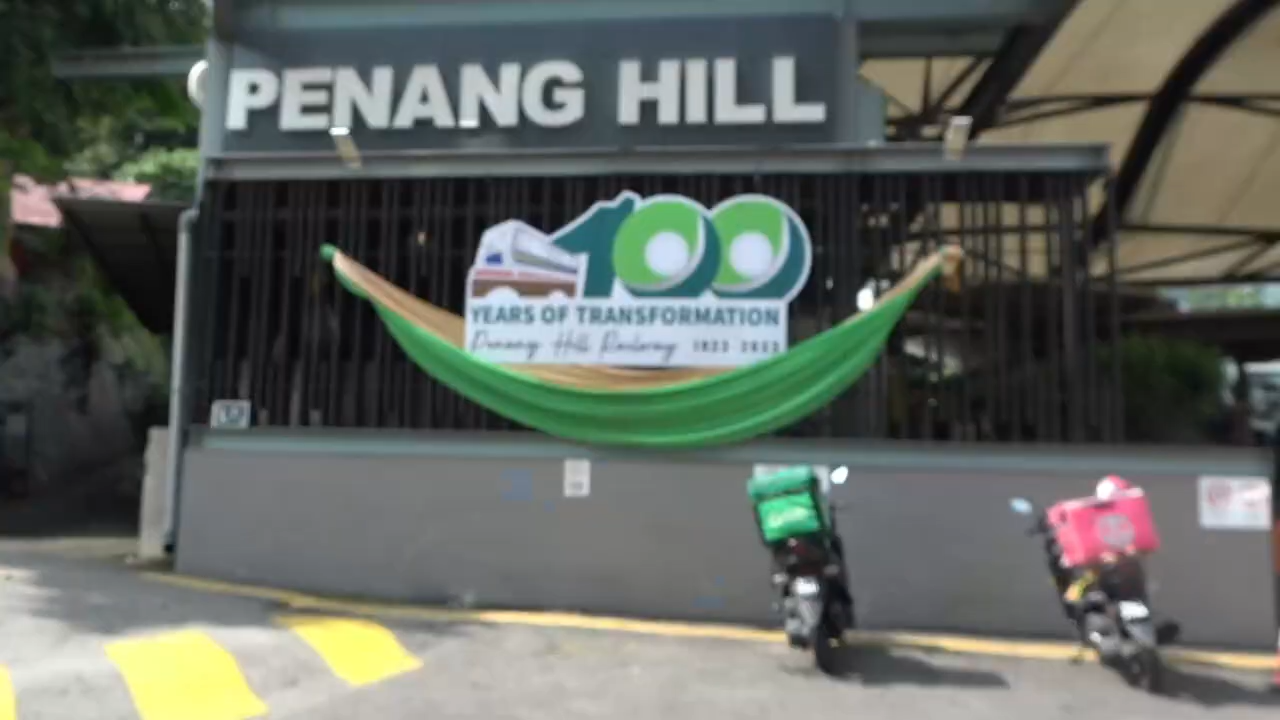 PENANG HILL
100
YEARS OF TRANSFORMATION
Penang Hill Railway 1923 2023